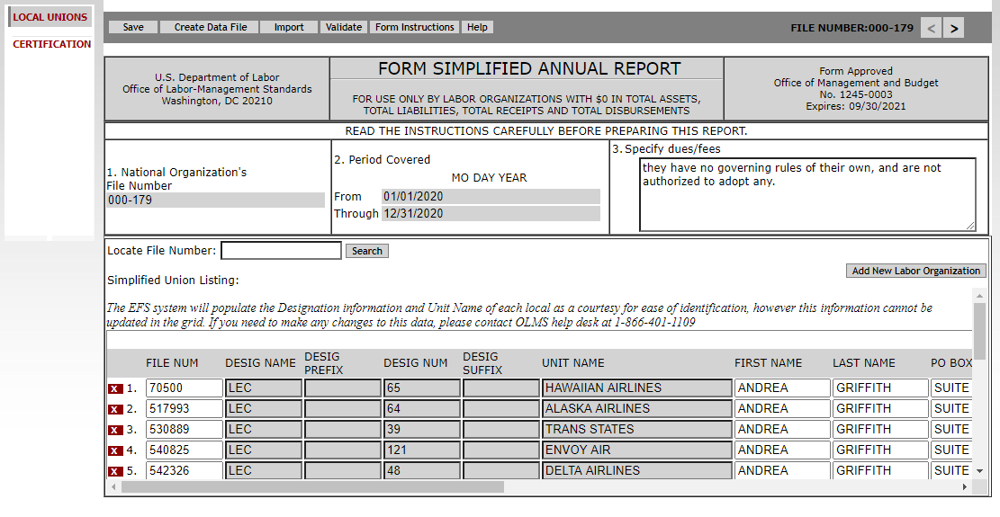 LOCAL UNIONS
CERTIFICATION
Save Create Data File Import Validate Form Instructions Help FILE NUMBER:000-179 < >
U.S. Department of Labor
Office of Labor-Management Standards
Washington, DC 20210
FORM SIMPLIFIED ANNUAL REPORT
FOR USE ONLY BY LABOR ORGANIZATIONS WITH $0 IN TOTAL ASSETS,
TOTAL LIABILITIES, TOTAL RECEIPTS AND TOTAL DISBURSEMENTS
Form Approved
Office of Management and Budget
No. 1245-0003
Expires: 09/30/2021
READ THE INSTRUCTIONS CAREFULLY BEFORE PREPARING THIS REPORT.
1. National Organization's
File Number
000-179
2. Period Covered
MO DAY YEAR
From 01/01/2020
Through 12/31/2020
3. Specify dues/fees
they have no governing rules of their own, and are not
authorized to adopt any.
Locate File Number: Search
Add New Labor Organization
Simplified Union Listing:
The EFS system will populate the Designation information and Unit Name of each local as a courtesy for ease of identification, however this information cannot be
updated in the grid. If you need to make any changes to this data, please contact OLMS help desk at 1-866-401-1109
FILE NUM DESIG NAME DESIG PREFIX DESIG NUM DESIG SUFFIX UNIT NAME FIRST NAME LAST NAME PO BOX
X 1. 70500 LEC 65 HAWAIIAN AIRLINES ANDREA GRIFFITH SUITE
X 2. 517993 LEC 64 ALASKA AIRLINES ANDREA GRIFFITH SUITE
X 3. 530889 LEC 39 TRANS STATES ANDREA GRIFFITH SUITE
X 4. 540825 LEC 121 ENVOY AIR ANDREA GRIFFITH SUITE
X 5. 542326 LEC 48 DELTA AIRLINES ANDREA GRIFFITH SUITE